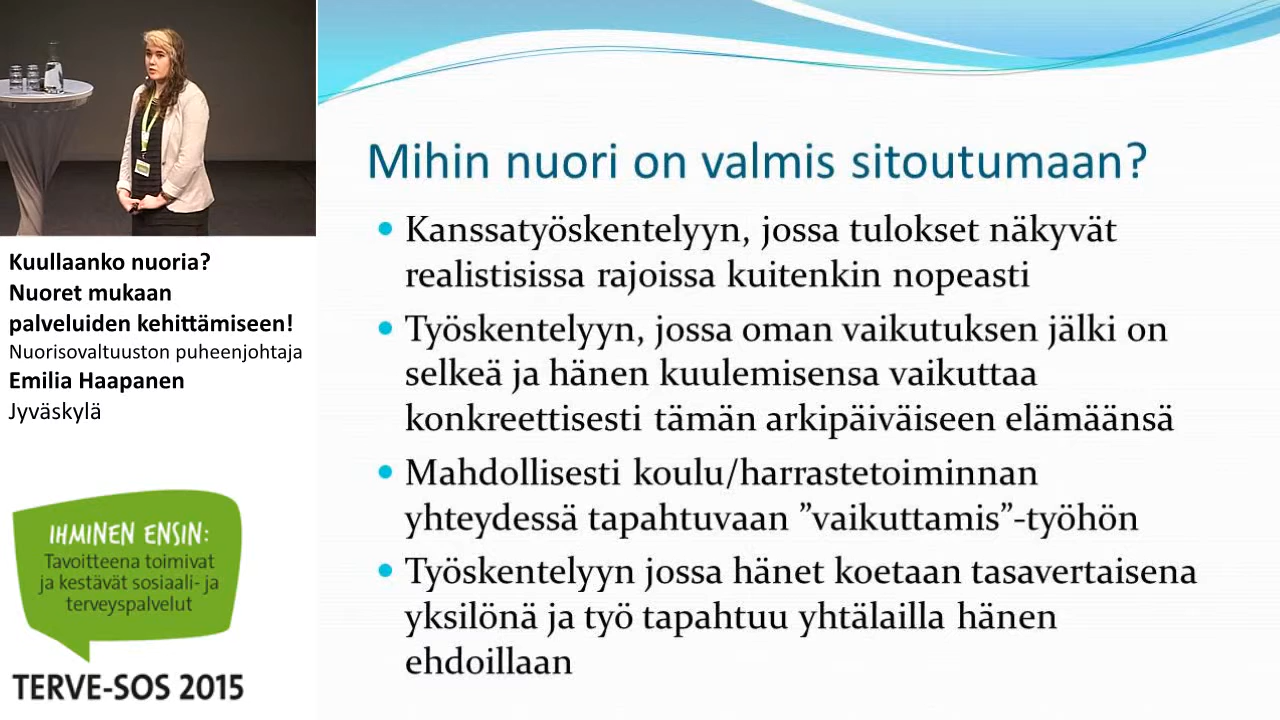 Kuullaanko nuoria?
Nuoret mukaan
palveluiden kehittämiseen!
Nuorisovaltuuston puheenjohtaja
Emilia Haapanen
Jyväskylä
IHMINEN ENSIN:
Tavoitteena toimivat
ja kestävät sosiaali- ja
terveyspalvelut
TERVE-SOS 2015
Mihin nuori on valmis sitoutumaan?
• Kanssatyöskentelyyn, jossa tulokset näkyvät
realistisissa rajoissa kuitenkin nopeasti
• Työskentelyyn, jossa oman vaikutuksen jälki on
selkeä ja hänen kuulemisensa vaikuttaa
konkreettisesti tämän arkipäiväiseen elämäänsä
• Mahdollisesti koulu/harrastetoiminnan
yhteydessä tapahtuvaan ”vaikuttamis”-työhön
• Työskentelyyn jossa hänet koetaan tasavertaisena
yksilönä ja työ tapahtuu yhtälailla hänen
ehdoillaan